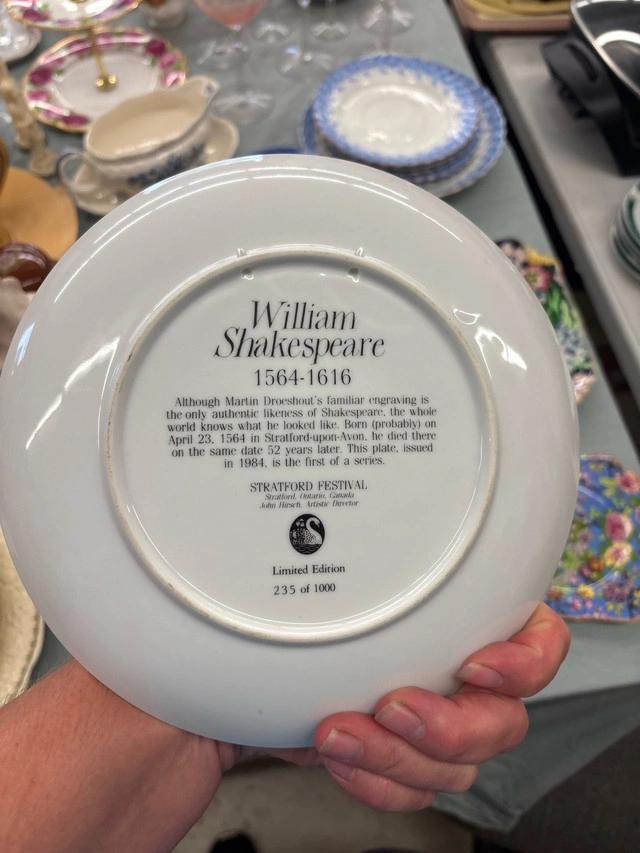 William
Shakespeare
1564-1616
Although Martin Droeshout's familiar engraving is
the only authentic likeness of Shakespeare, the whole
world knows what he looked like. Born (probably) on
April 23, 1564 in Stratford-upon-Avon, he died there
on the same date 52 years later. This plate, issued
in 1984, is the first of a series.
STRATFORD FESTIVAL
Stratford, Ontario, Canada
John Hirsch, Artistic Director
Limited Edition
235 of 1000